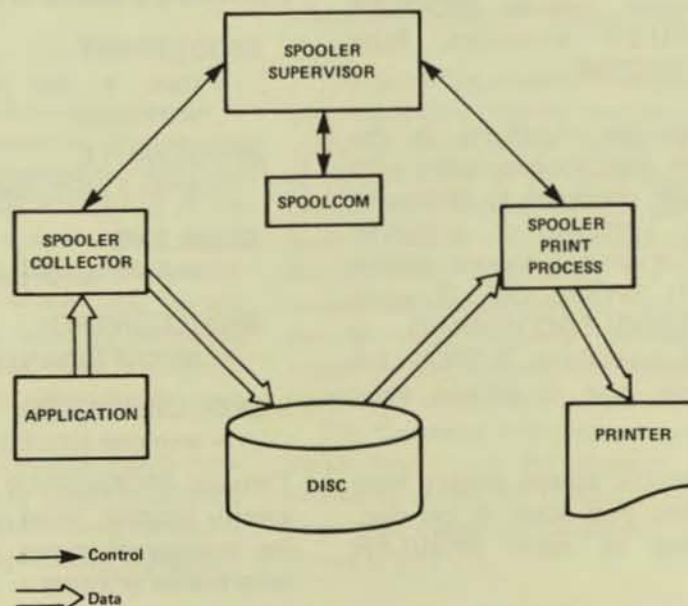 SPOOLER
SUPERVISOR
SPOOLCOM
SPOOLER
COLLECTOR
SPOOLER
PRINT
PROCESS
APPLICATION
DISC
PRINTER
Control
Data